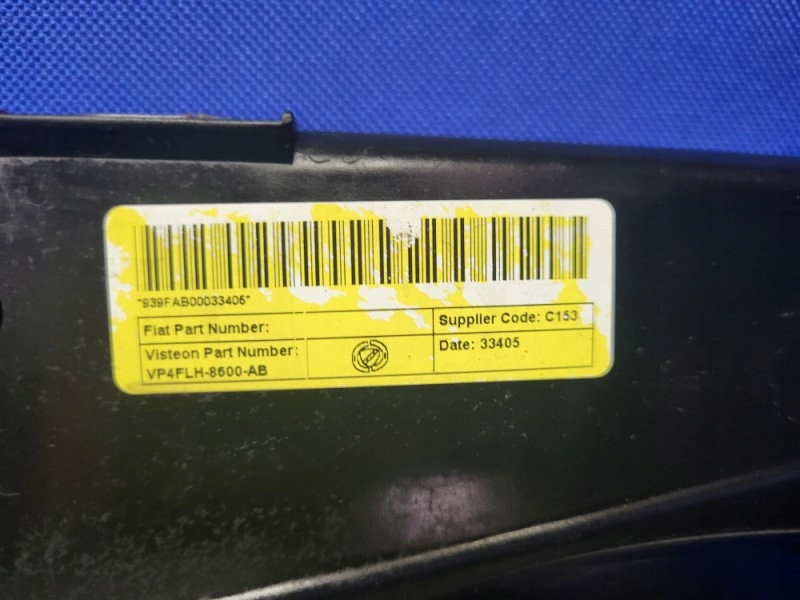 *939FAB00033405*
Fiat Part Number:
Supplier Code: C153
Visteon Part Number:
VP4FLH-8600-AB
Date: 33405